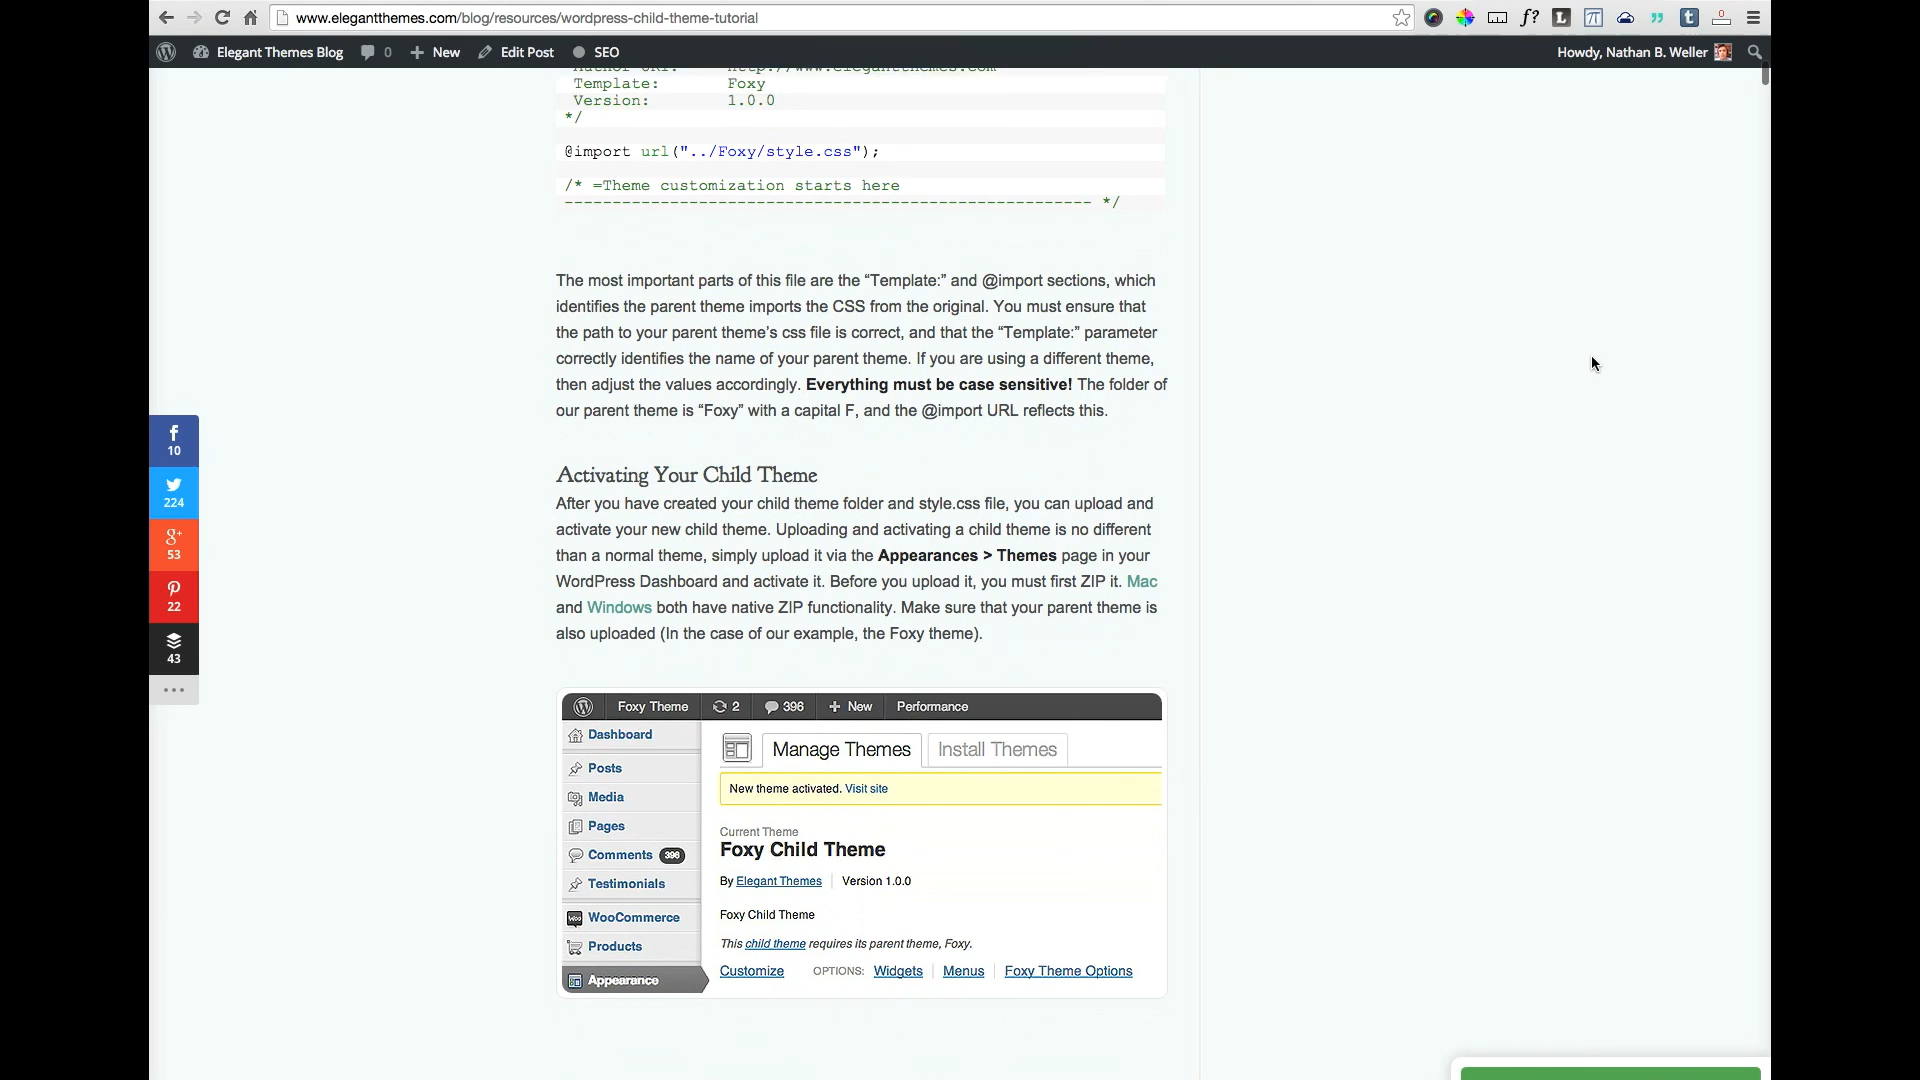 www.elegantthemes.com/blog/resources/wordpress-child-theme-tutorial
f?
L
π
t
0
Elegant Themes Blog 0 New Edit Post SEO
Howdy, Nathan B. Weller
Author URI: http://www.elegantthemes.com
Template: Foxy
Version: 1.0.0
*/
@import url("../Foxy/style.css");
/* =Theme customization starts here
------------------------------------------------------- */
The most important parts of this file are the “Template:” and @import sections, which
identifies the parent theme imports the CSS from the original. You must ensure that
the path to your parent theme’s css file is correct, and that the “Template:” parameter
correctly identifies the name of your parent theme. If you are using a different theme,
then adjust the values accordingly. Everything must be case sensitive! The folder of
our parent theme is “Foxy” with a capital F, and the @import URL reflects this.
f
10
224
g+
53
22
43
Activating Your Child Theme
After you have created your child theme folder and style.css file, you can upload and
activate your new child theme. Uploading and activating a child theme is no different
than a normal theme, simply upload it via the Appearances > Themes page in your
WordPress Dashboard and activate it. Before you upload it, you must first ZIP it. Mac
and Windows both have native ZIP functionality. Make sure that your parent theme is
also uploaded (In the case of our example, the Foxy theme).
Foxy Theme 2 396 New Performance
Dashboard
Posts
Media
Pages
Comments 396
Testimonials
WooCommerce
Products
Appearance
Manage Themes Install Themes
New theme activated. Visit site
Current Theme
Foxy Child Theme
By Elegant Themes Version 1.0.0
Foxy Child Theme
This child theme requires its parent theme, Foxy.
Customize OPTIONS: Widgets Menus Foxy Theme Options